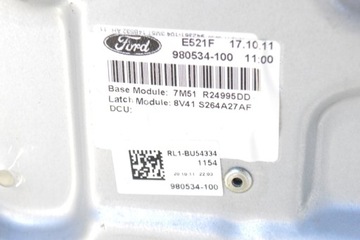 Ford E521F 17.10.11
980534-100 11:00
Base Module: 7M51 R24995DD
Latch Module: 8V41 S264A27AF
DCU:
RL1-BU54334
1154
980534-100